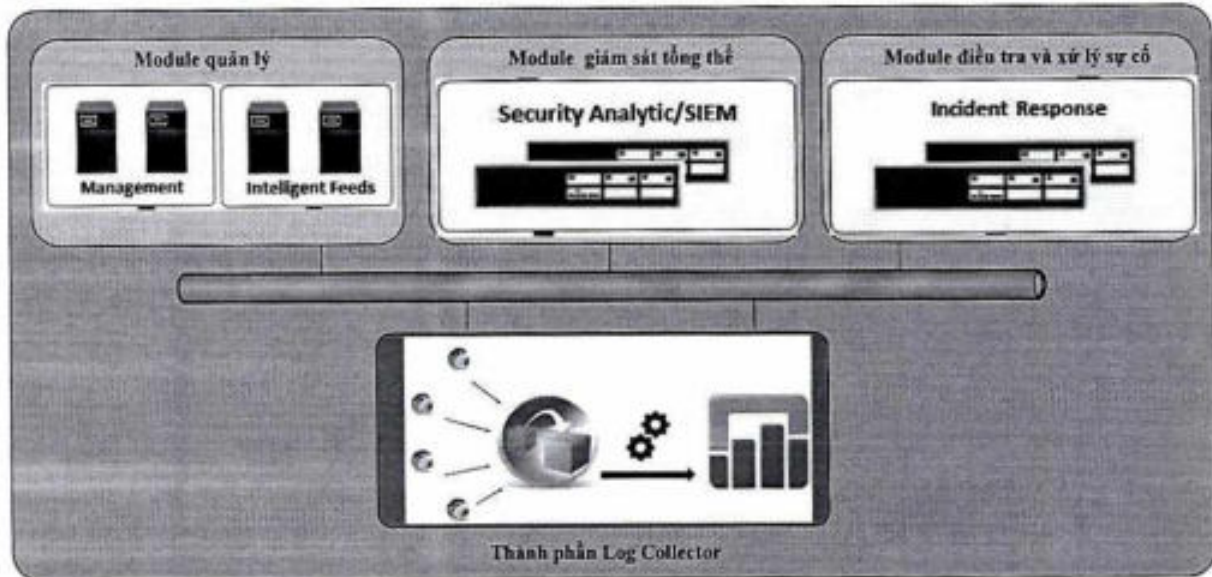 Module quản lý
Module giám sát tổng thể
Module điều tra và xử lý sự cố
Management
Intelligent Feeds
Security Analytic/SIEM
Incident Response
Thành phần Log Collector